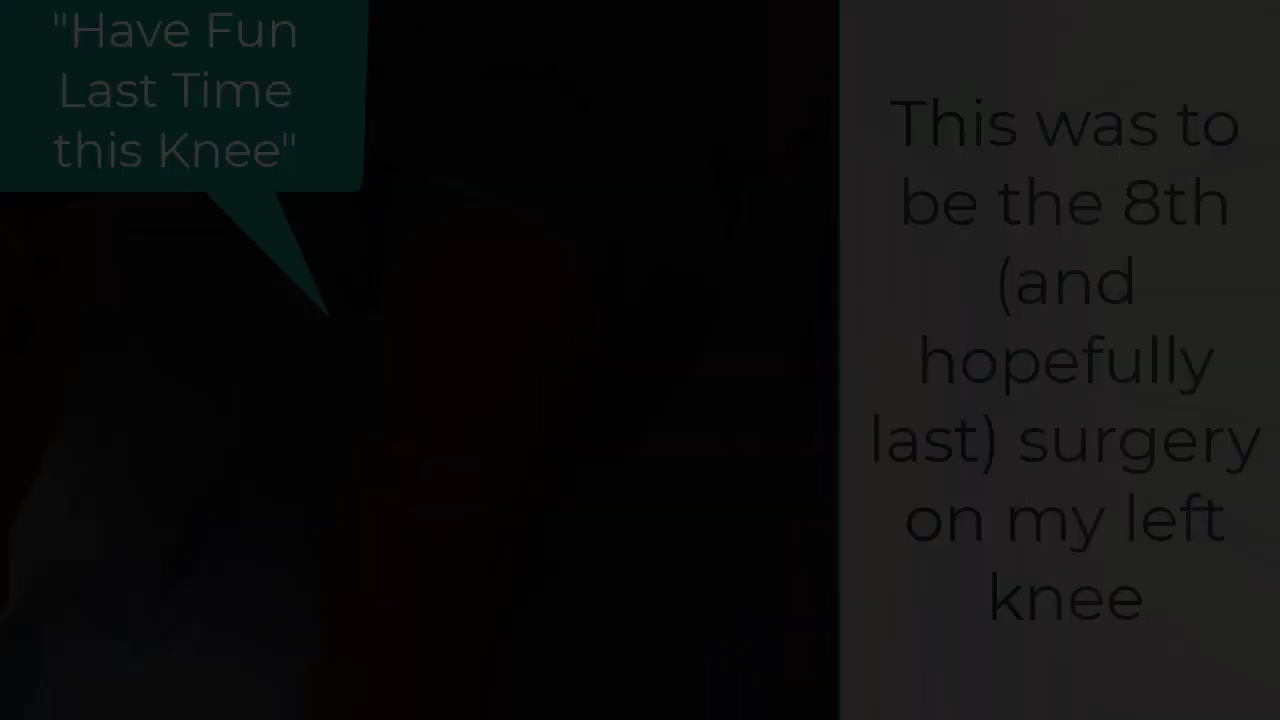 "Have Fun
Last Time
this Knee"
This was to
be the 8th
(and
hopefully
last) surgery
on my left
knee